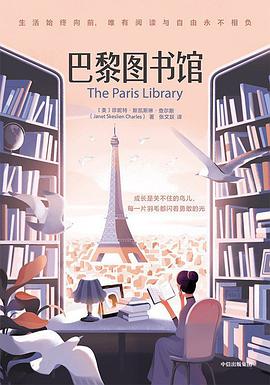 生活始终向前，唯有阅读与自由永不相负
巴黎图书馆
The Paris Library
［美］珍妮特·斯凯斯琳·查尔斯
(Janet Skeslien Charles) 著 张文跃 译
成长是关不住的鸟儿，
每一片羽毛都闪着勇敢的光
中信出版集团